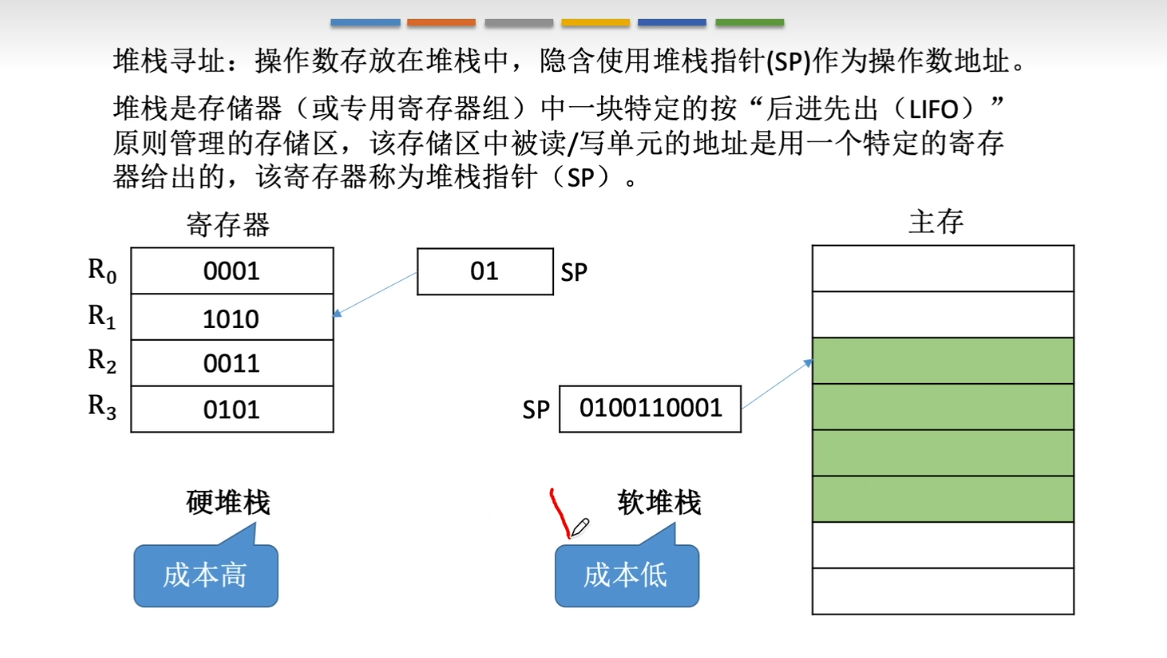 堆栈寻址：操作数存放在堆栈中，隐含使用堆栈指针(SP)作为操作数地址。
堆栈是存储器（或专用寄存器组）中一块特定的按“后进先出（LIFO）”
原则管理的存储区，该存储区中被读/写单元的地址是用一个特定的寄存
器给出的，该寄存器称为堆栈指针（SP）。
寄存器
主存
R₀ 0001
01 SP
R₁ 1010
R₂ 0011
R₃ 0101
SP 0100110001
硬堆栈
软堆栈
成本高
成本低